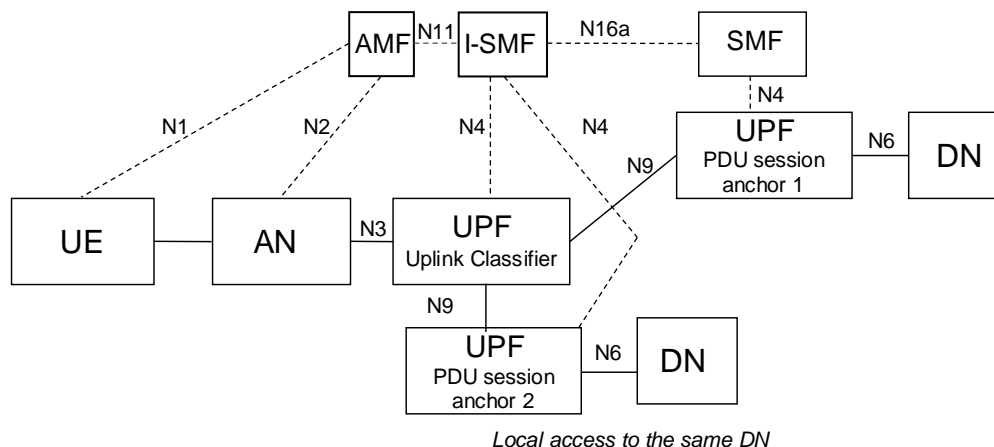 AMF
N11
I-SMF
N16a
SMF
N1
N2
N4
N4
N4
UPF
PDU session
anchor 1
N6
DN
N9
UE
AN
N3
UPF
Uplink Classifier
N9
UPF
PDU session
anchor 2
N6
DN
Local access to the same DN